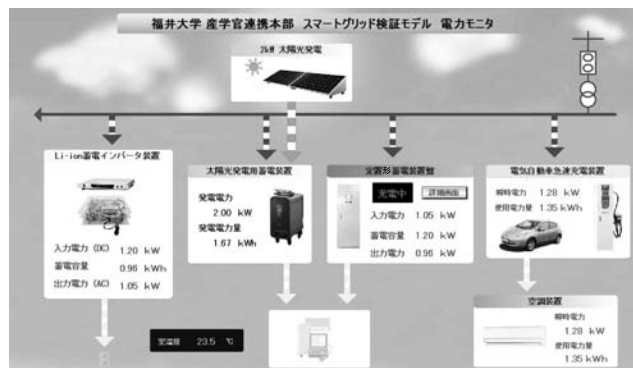 福井大学 産学官連携本部 スマートグリッド検証モデル 電力モニタ
2kW 太陽光発電
Li-ion蓄電インバータ装置
入力電力 (DC) 1.20 kW
蓄電容量 0.96 kWh
出力電力 (AC) 1.05 kW
太陽光発電用蓄電装置
発電電力
2.00 kW
発電電力量
1.67 kWh
定置形蓄電装置盤
充電中 詳細画面
入力電力 1.05 kW
蓄電容量 1.20 kW
出力電力 0.96 kW
電気自動車急速充電装置
瞬時電力 1.28 kW
使用電力量 1.35 kWh
空調装置
瞬時電力
1.28 kW
使用電力量
1.35 kWh
室温度 23.5 ℃